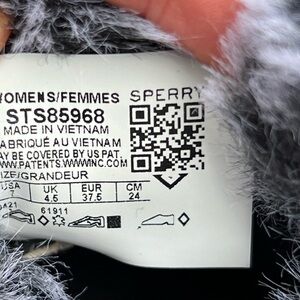 WOMENS/FEMMES SPERRY
STS85968
MADE IN VIETNAM
FABRIQUÉ AU VIETNAM
MAY BE COVERED BY US PAT.
WWW.PATENTS.WWWINC.COM
SIZE/GRANDEUR
USA UK EUR CM
7 4.5 37.5 24
61911